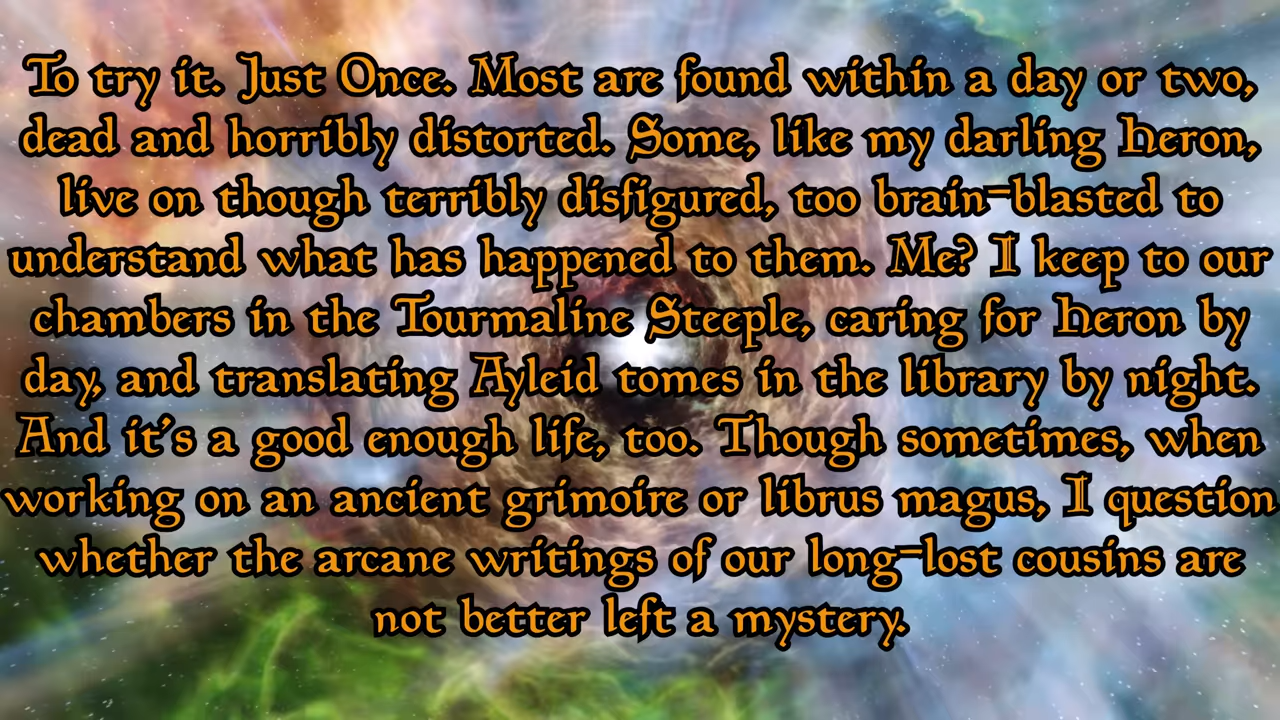 To try it. Just Once. Most are found within a day or two,
dead and horribly distorted. Some, like my darling Heron,
live on though terribly disfigured, too brain-blasted to
understand what has happened to them. Me? I keep to our
chambers in the Tourmaline Steeple, caring for Heron by
day, and translating Ayleid tomes in the library by night.
And it's a good enough life, too. Though sometimes, when
working on an ancient grimoire or librus magus, I question
whether the arcane writings of our long-lost cousins are
not better left a mystery.